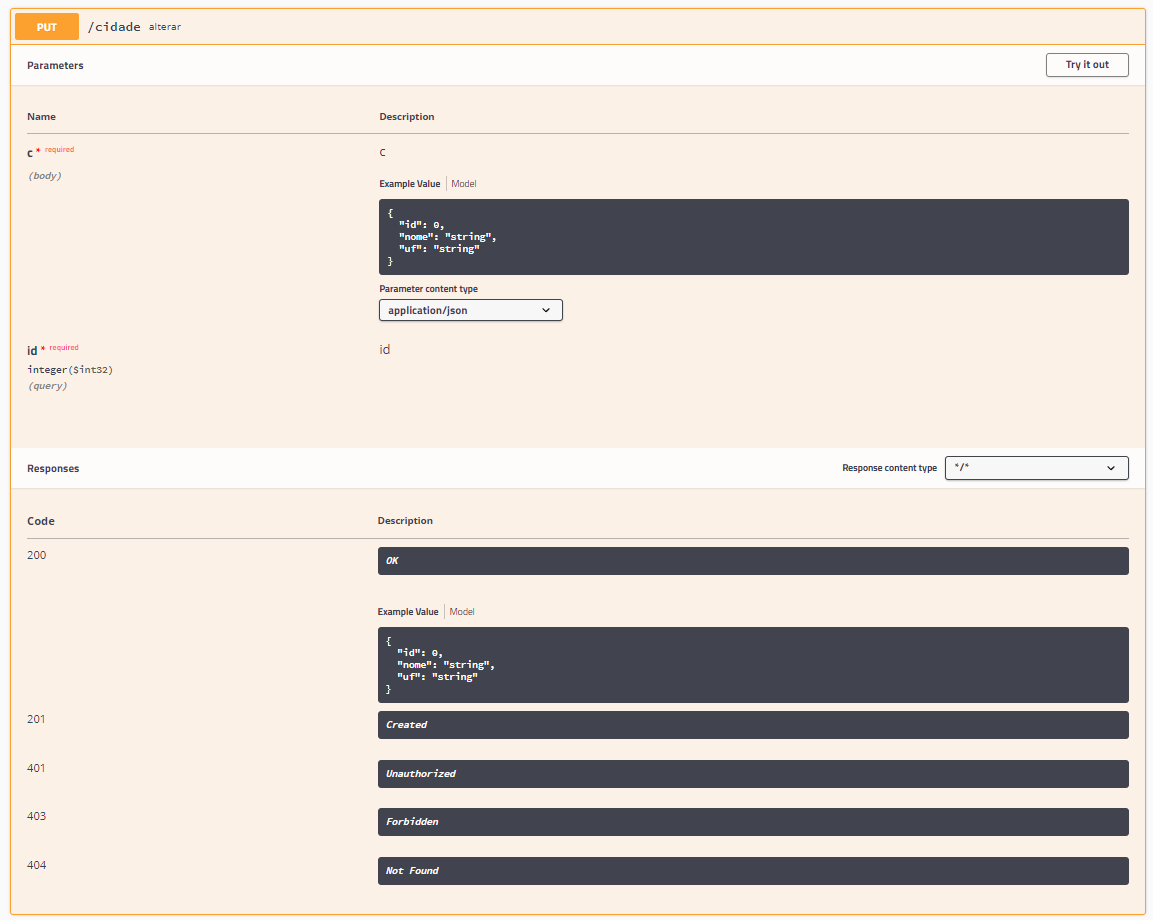 PUT /cidade alterar
Parameters
Try it out
Name Description
c * required
c
(body)
Example Value Model
{
"id": 0,
"nome": "string",
"uf": "string"
}
Parameter content type
application/json
id * required
id
integer($int32)
(query)
Responses
Response content type */*
Code Description
200
OK
Example Value Model
{
"id": 0,
"nome": "string",
"uf": "string"
}
201
Created
401
Unauthorized
403
Forbidden
404
Not Found